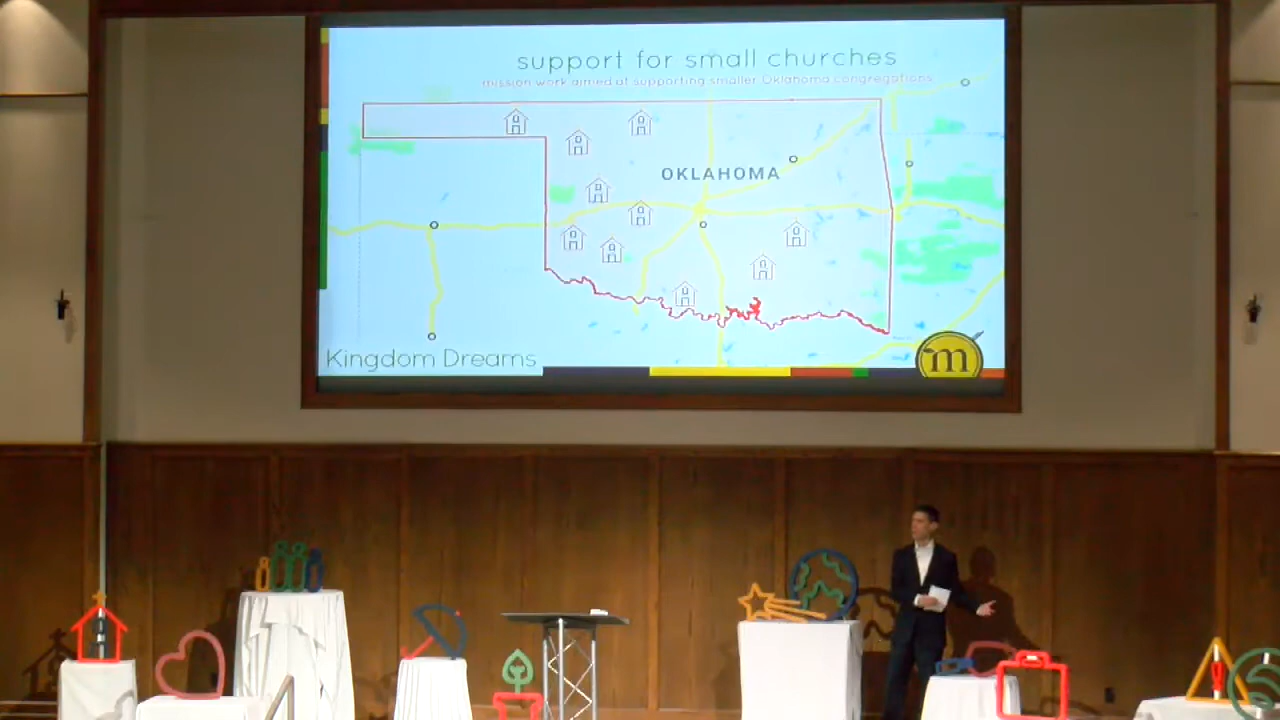 support for small churches
mission work aimed at supporting smaller Oklahoma congregations
OKLAHOMA
Kingdom Dreams
m